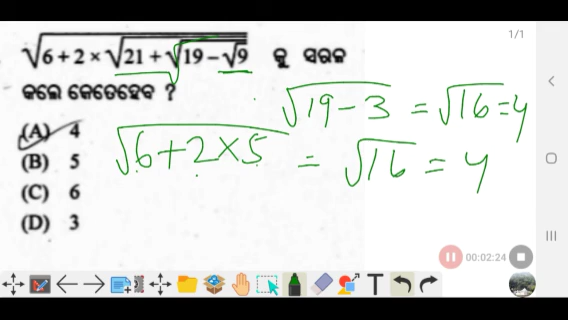 1/1
√6 + 2 × √21 + √19 − √9 କୁ ସରଳ
କଲେ କେତେହେବ ?
√19 − 3 = √16 = 4
(A) 4
√6 + 2 × 5 = √16 = 4
(B) 5
(C) 6
(D) 3
00:02:24
T